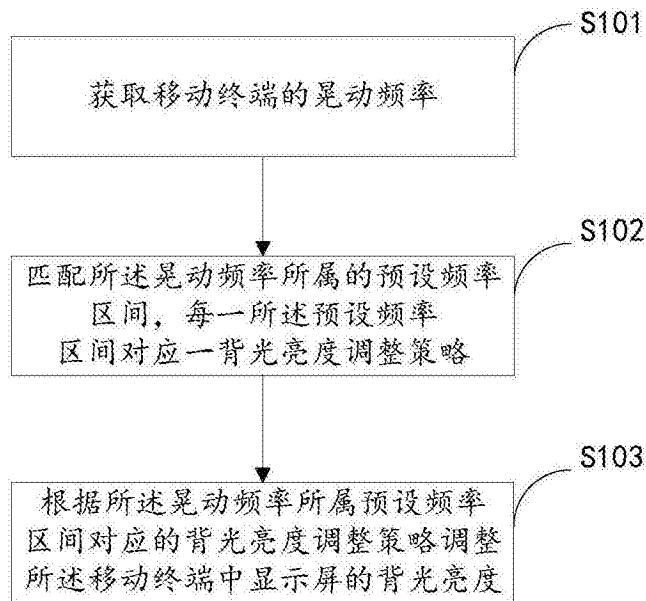 S101
获取移动终端的晃动频率
S102
匹配所述晃动频率所属的预设频率
区间，每一所述预设频率
区间对应一背光亮度调整策略
S103
根据所述晃动频率所属预设频率
区间对应的背光亮度调整策略调整
所述移动终端中显示屏的背光亮度